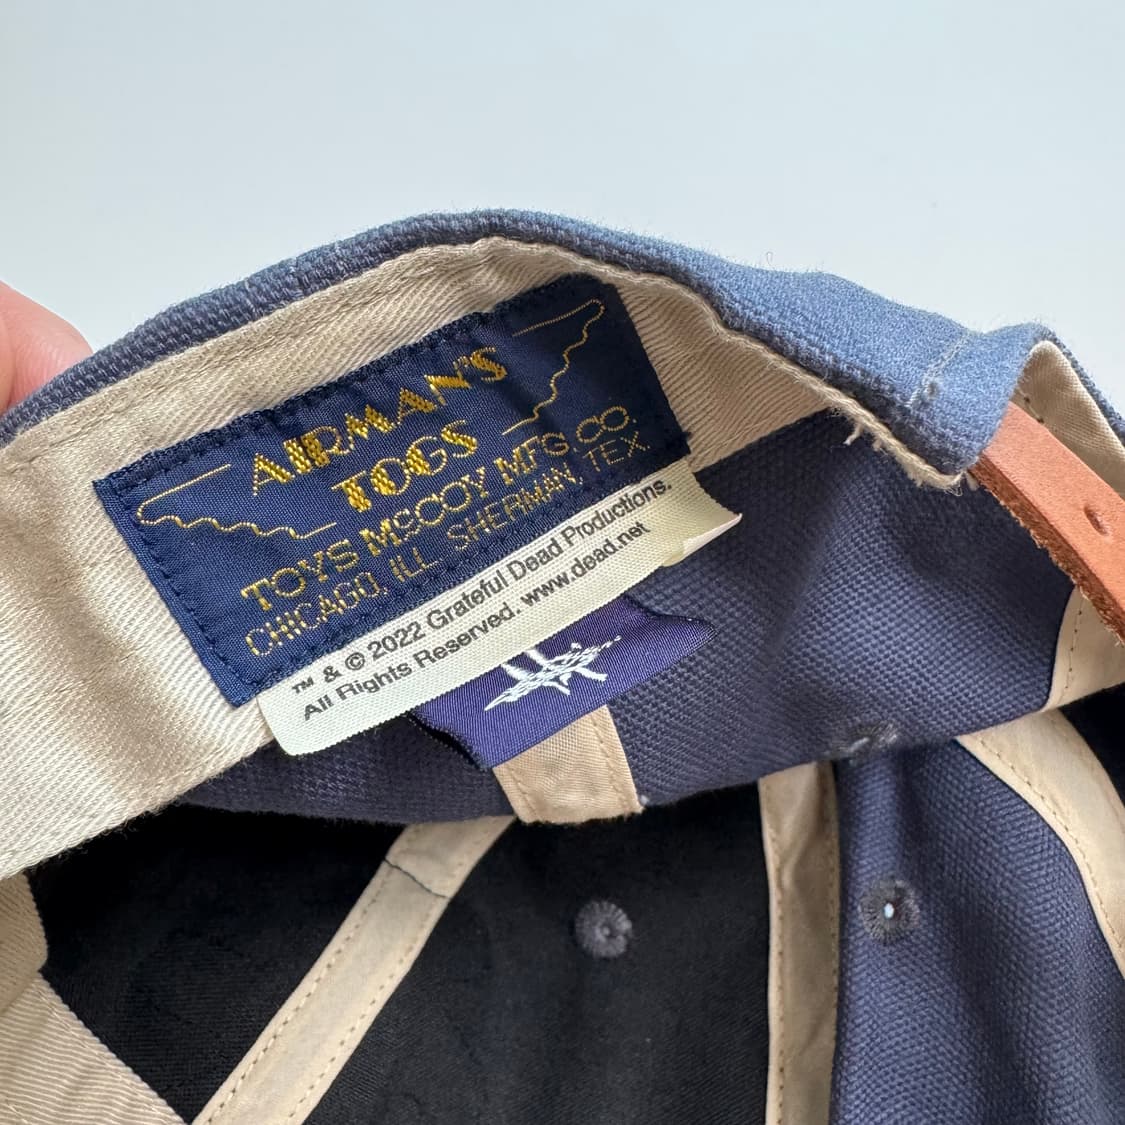 AIRMAN'S
TOGS
TOYS McCOY MFG.CO.
CHICAGO, ILL. SHERMAN, TEX
™ & © 2022 Grateful Dead Productions.
All Rights Reserved. www.dead.net